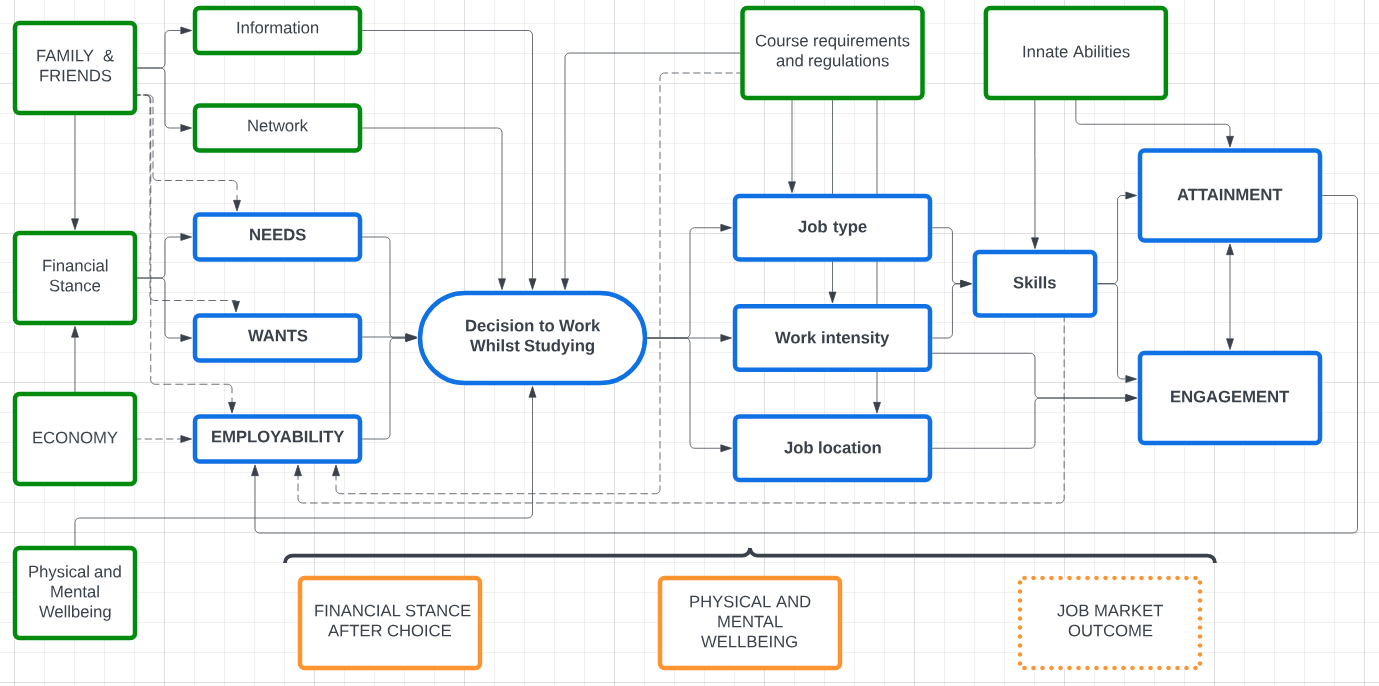 FAMILY &
FRIENDS
Information
Network
Course requirements
and regulations
Innate Abilities
ATTAINMENT
NEEDS
Job type
Financial
Stance
Skills
WANTS
Decision to Work
Whilst Studying
Work intensity
ENGAGEMENT
ECONOMY
EMPLOYABILITY
Job location
Physical and
Mental
Wellbeing
FINANCIAL STANCE
AFTER CHOICE
PHYSICAL AND
MENTAL
WELLBEING
JOB MARKET
OUTCOME